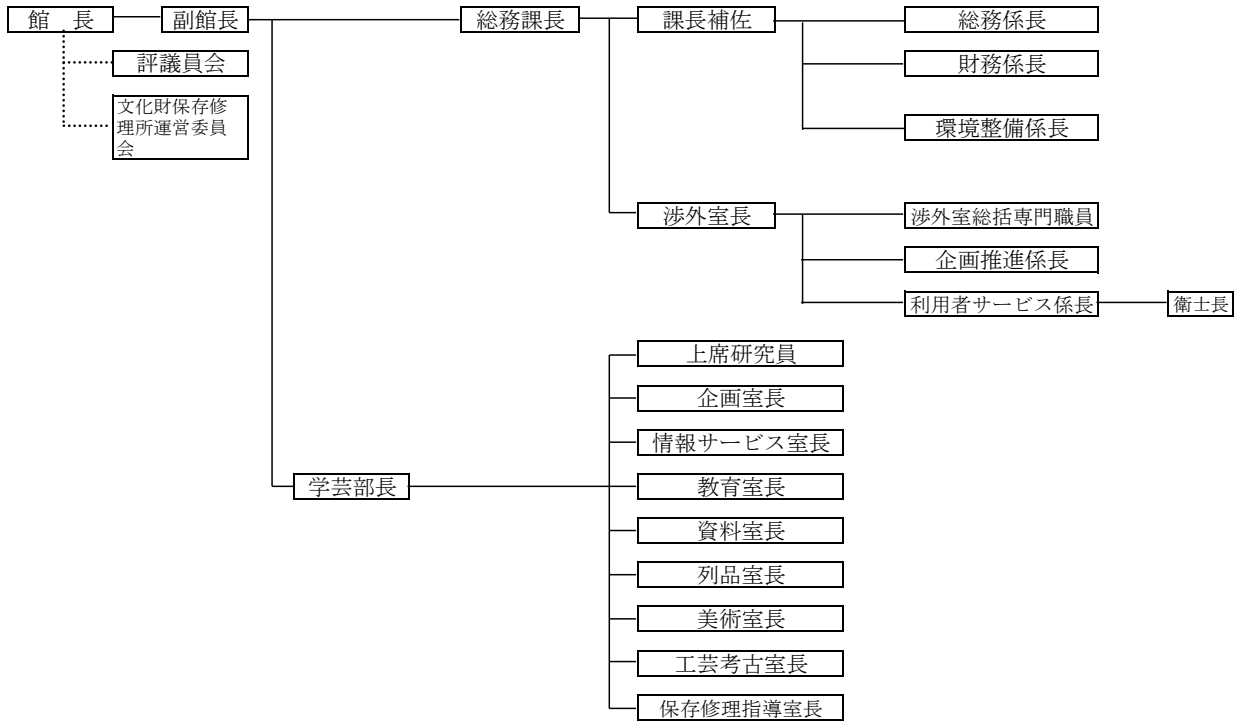 館　長
副館長
総務課長
課長補佐
総務係長
評議員会
財務係長
文化財保存修
理所運営委員
会
環境整備係長
渉外室長
渉外室総括専門職員
企画推進係長
利用者サービス係長
衛士長
上席研究員
企画室長
情報サービス室長
学芸部長
教育室長
資料室長
列品室長
美術室長
工芸考古室長
保存修理指導室長